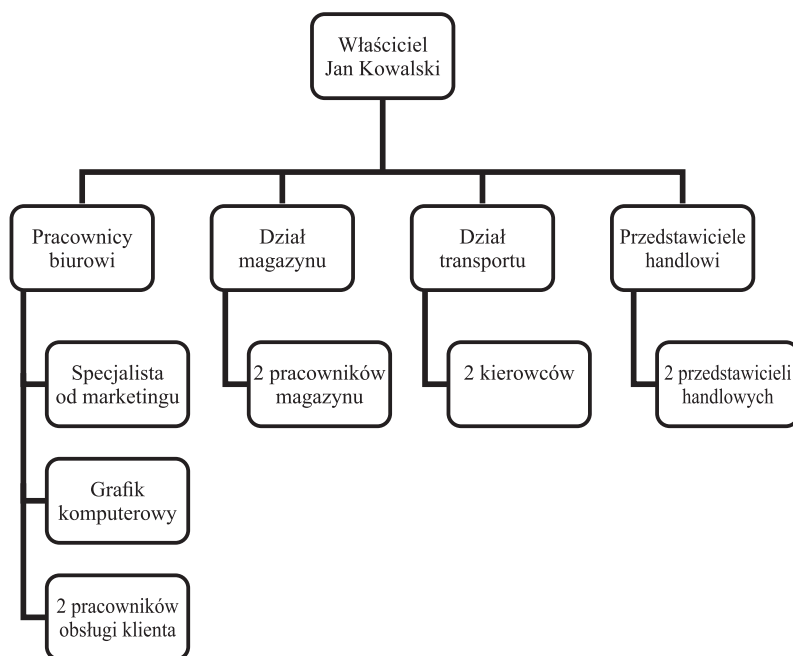 Właściciel
Jan Kowalski
Pracownicy
biurowi
Dział
magazynu
Dział
transportu
Przedstawiciele
handlowi
Specjalista
od marketingu
2 pracowników
magazynu
2 kierowców
2 przedstawicieli
handlowych
Grafik
komputerowy
2 pracowników
obsługi klienta